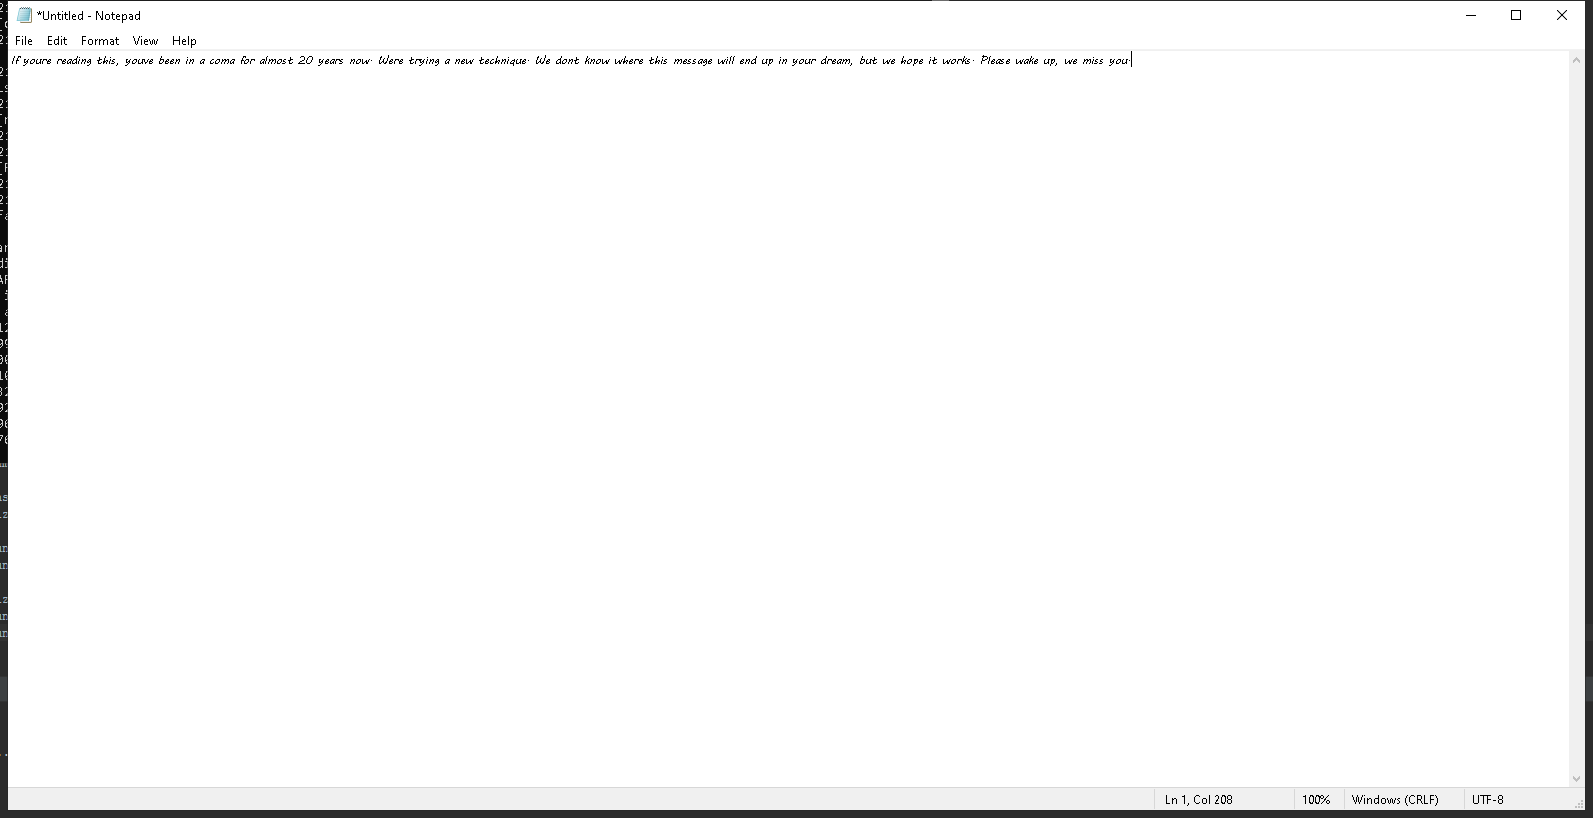 *Untitled - Notepad
File Edit Format View Help
If youre reading this, youve been in a coma for almost 20 years now. Were trying a new technique. We dont know where this message will end up in your dream, but we hope it works. Please wake up, we miss you.
Ln 1, Col 208 100% Windows (CRLF) UTF-8